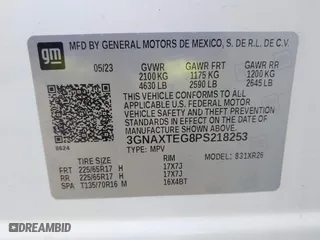 gm
MFD BY GENERAL MOTORS DE MEXICO, S. DE R.L. DE C.V.
05/23 GVWR GAWR FRT GAWR RR
2100 KG 1175 KG 1200 KG
4630 LB 2590 LB 2645 LB
THIS VEHICLE CONFORMS TO ALL
APPLICABLE U.S. FEDERAL MOTOR
VEHICLE SAFETY, BUMPER, AND THEFT
PREVENTION STANDARDS IN EFFECT ON
THE DATE OF MANUFACTURE SHOWN ABOVE.
3GNAXTEG8PS218253
TYPE: MPV MODEL: 831XR26
TIRE SIZE RIM
FRT 225/65R17 H 17X7J
RR 225/65R17 H 17X7J
SPA T135/70R16 M 16X4BT
AutoHelperBot.com